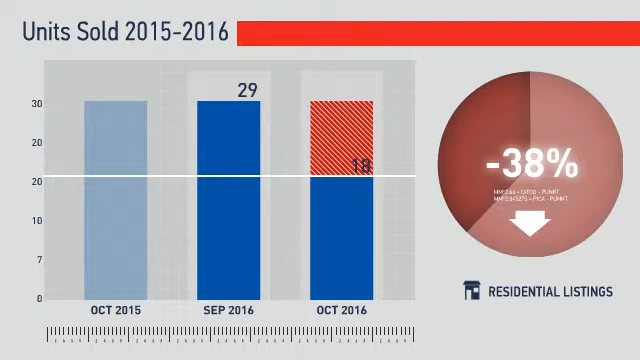 Units Sold 2015-2016
30
29
20
18
20
10
7
0
-38%
OCT 2015
SEP 2016
OCT 2016
RESIDENTIAL LISTINGS